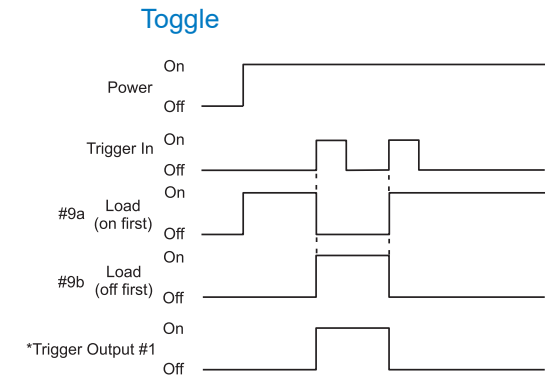 Toggle
On
Power
Off
On
Trigger In
Off
On
#9a Load
(on first)
Off
On
#9b Load
(off first)
Off
On
*Trigger Output #1
Off